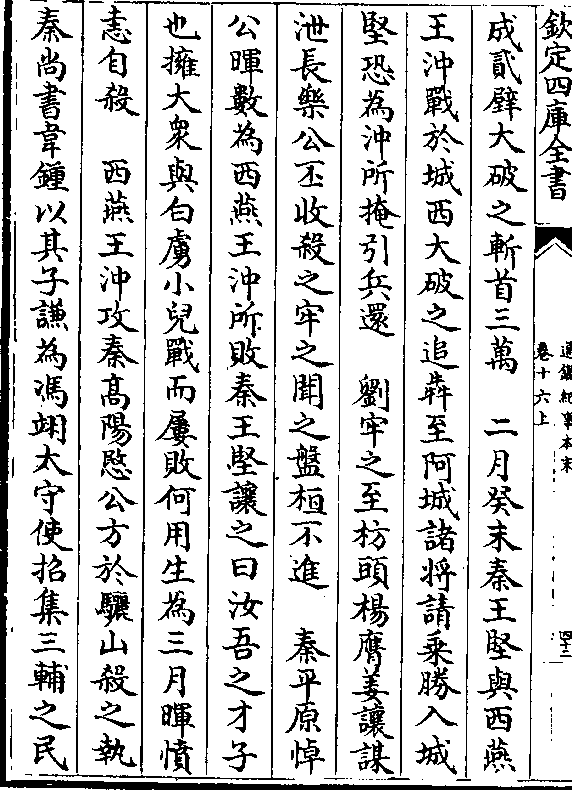 欽定四庫全書
通鑑紀事本末
卷十六上
四十二
成貳壁大破之斬首三萬　二月癸未秦王堅與西燕
王沖戰於城西大破之追犇至阿城諸将請乗勝入城
堅恐為沖所掩引兵還　劉牢之至枋頭楊膺姜讓謀
泄長樂公丕收殺之牢之聞之盤桓不進　秦平原悼
公暉數為西燕王沖所敗秦王堅讓之曰汝吾之才子
也擁大衆與白虜小兒戰而屢敗何用生為三月暉憤
恚自殺　西燕王沖攻秦髙陽愍公方於驪山殺之執
秦尚書韋鍾以其子謙為馮翊太守使招集三輔之民